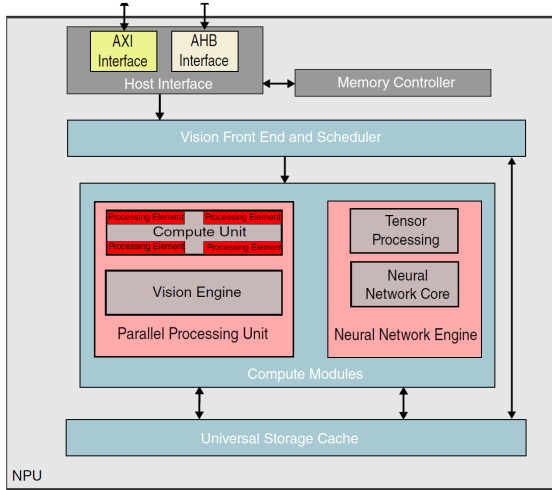 AXI
Interface
AHB
Interface
Host Interface
Memory Controller
Vision Front End and Scheduler
Processing Element
Processing Element
Compute Unit
Processing Element
Processing Element
Vision Engine
Parallel Processing Unit
Tensor
Processing
Neural
Network Core
Neural Network Engine
Compute Modules
Universal Storage Cache
NPU